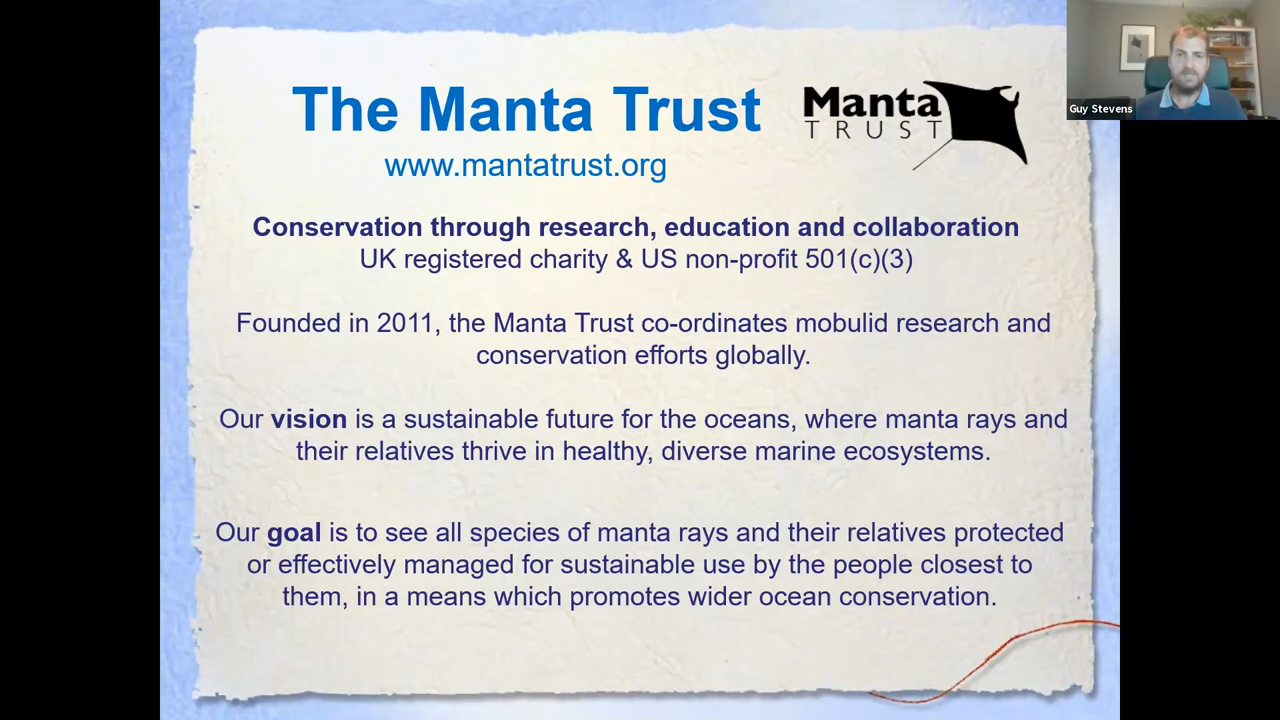 The Manta Trust
Manta
TRUST
www.mantatrust.org
Guy Stevens
Conservation through research, education and collaboration
UK registered charity & US non-profit 501(c)(3)
Founded in 2011, the Manta Trust co-ordinates mobulid research and
conservation efforts globally.
Our vision is a sustainable future for the oceans, where manta rays and
their relatives thrive in healthy, diverse marine ecosystems.
Our goal is to see all species of manta rays and their relatives protected
or effectively managed for sustainable use by the people closest to
them, in a means which promotes wider ocean conservation.